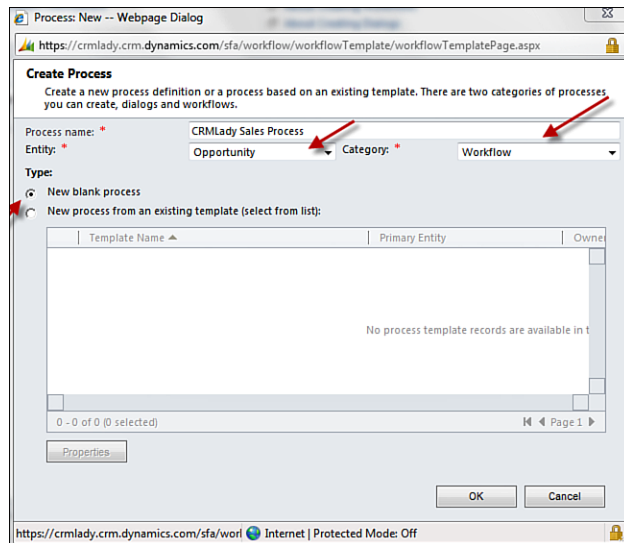 Process: New -- Webpage Dialog
https://crmlady.crm.dynamics.com/sfa/workflow/workflowTemplate/workflowTemplatePage.aspx
Create Process
Create a new process definition or a process based on an existing template. There are two categories of processes
you can create, dialogs and workflows.
Process name: * CRMLady Sales Process
Entity: * Opportunity Category: * Workflow
Type:
New blank process
New process from an existing template (select from list):
Template Name Primary Entity Owner
No process template records are available in t
0 - 0 of 0 (0 selected) Page 1
Properties
OK Cancel
https://crmlady.crm.dynamics.com/sfa/worl Internet | Protected Mode: Off